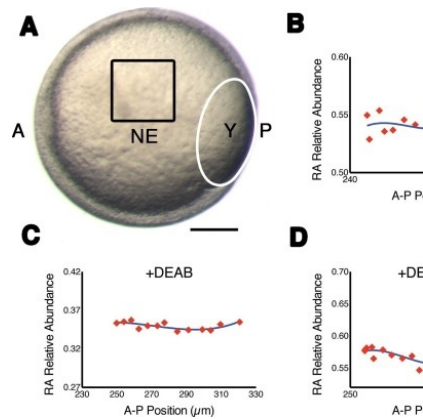 A
A
NE
Y
P
B
0.60
0.55
0.50
RA Relative Abundance
240
A-P
C
+DEAB
0.42
0.37
0.32
0.27
RA Relative Abundance
230
250
270
290
310
330
A-P Position (µm)
D
0.70
0.65
0.60
0.55
RA Relative Abundance
250
A-P